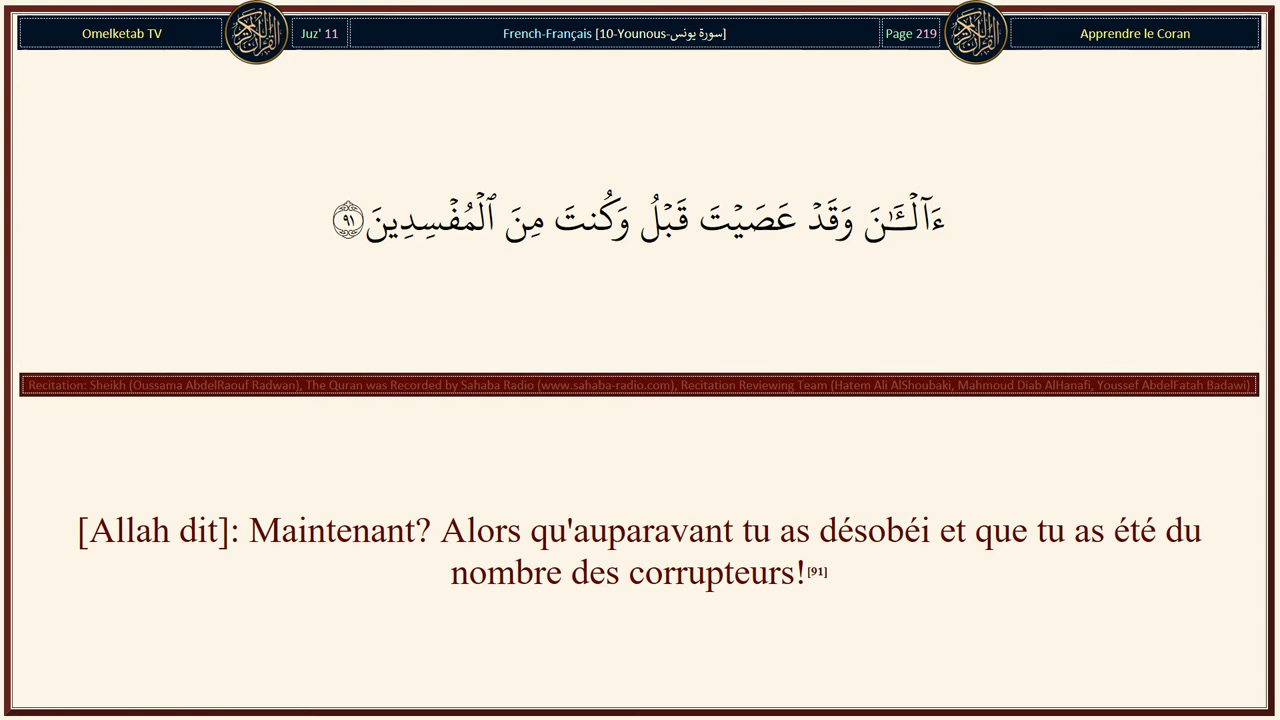 Omelketab TV
Juz' 11
French-Français [10-Younous-سورة يونس]
Page 219
Apprendre le Coran
ءَآلْـَٰٔنَ وَقَدْ عَصَيْتَ قَبْلُ وَكُنتَ مِنَ ٱلْمُفْسِدِينَ ٩١
Recitation: Sheikh (Oussama AbdelRaouf Radwan), The Quran was Recorded by Sahaba Radio (www.sahaba-radio.com), Recitation Reviewing Team (Hatem Ali AlShoubaki, Mahmoud Diab AlHanafi, Youssef AbdelFatah Badawi)
[Allah dit]: Maintenant? Alors qu'auparavant tu as désobéi et que tu as été du
nombre des corrupteurs![91]